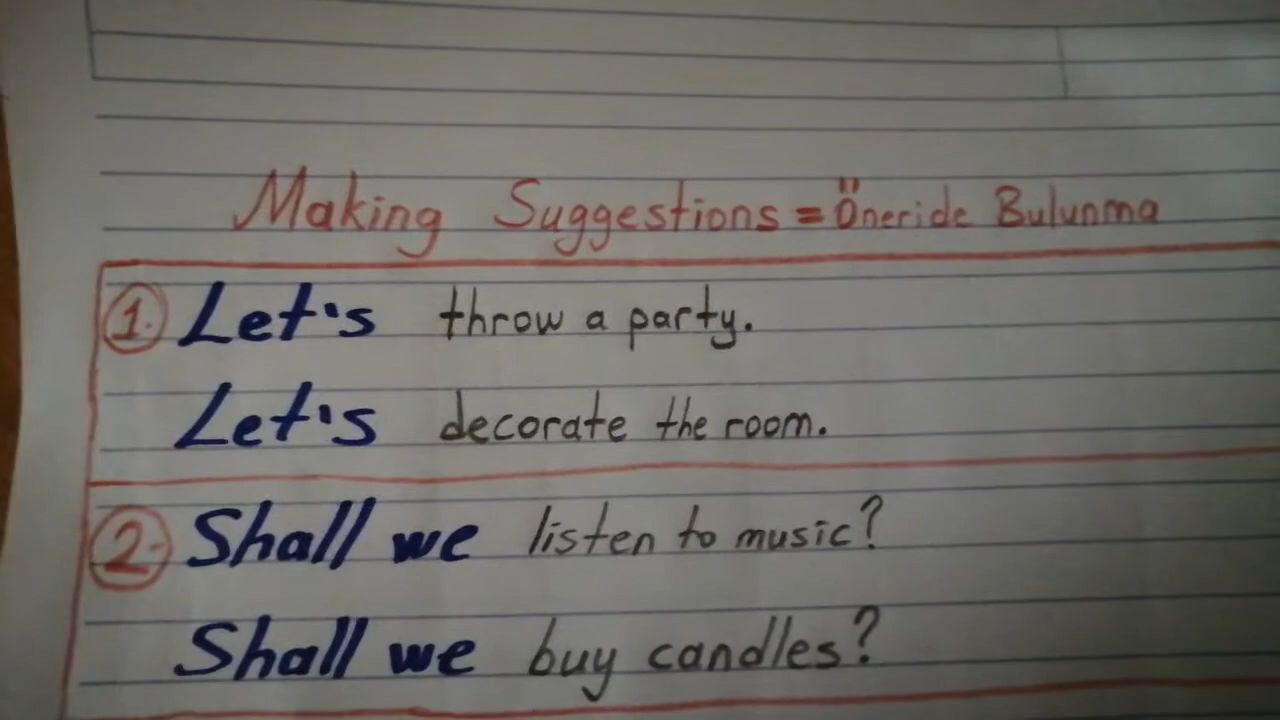 Making Suggestions = Öneride Bulunma
1. Let's throw a party.
Let's decorate the room.
2- Shall we listen to music?
Shall we buy candles?